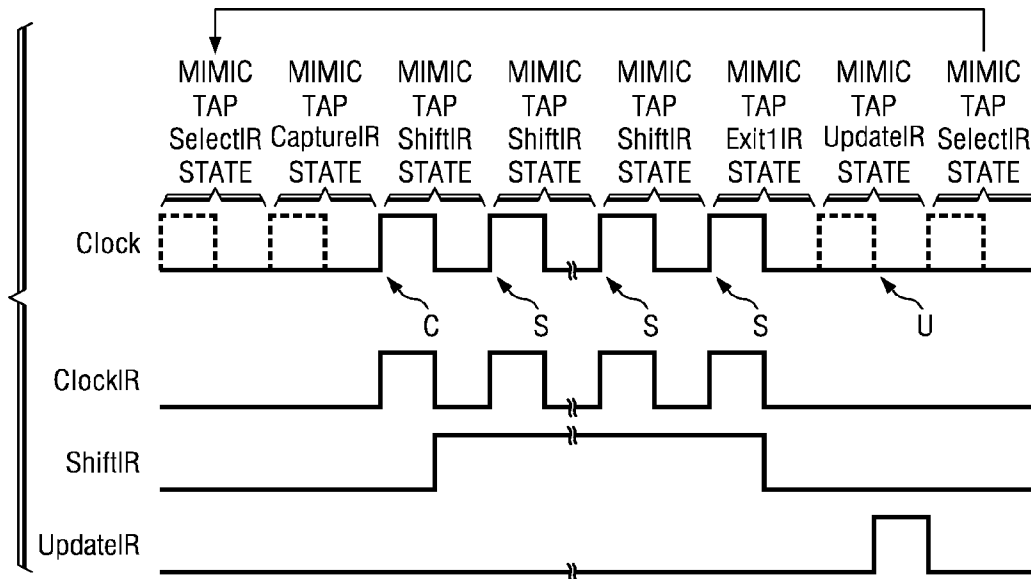 MIMIC MIMIC MIMIC MIMIC MIMIC MIMIC MIMIC MIMIC
TAP TAP TAP TAP TAP TAP TAP TAP
SelectIR CaptureIR ShiftIR ShiftIR ShiftIR Exit1IR UpdateIR SelectIR
STATE STATE STATE STATE STATE STATE STATE STATE
Clock
C S S S U
ClockIR
ShiftIR
UpdateIR